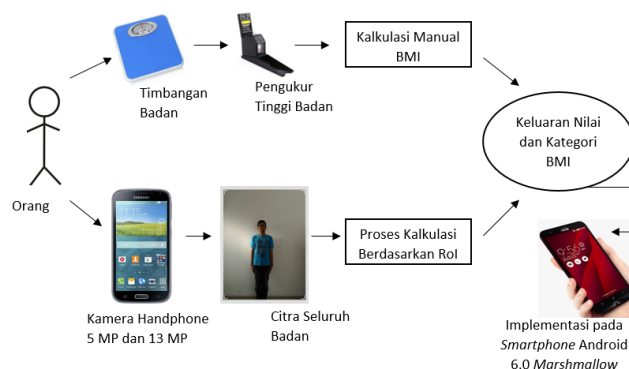 Orang
Timbangan
Badan
Pengukur
Tinggi Badan
Kalkulasi Manual
BMI
Keluaran Nilai
dan Kategori
BMI
Kamera Handphone
5 MP dan 13 MP
Citra Seluruh
Badan
Proses Kalkulasi
Berdasarkan RoI
Implementasi pada
Smartphone Android
6.0 Marshmallow